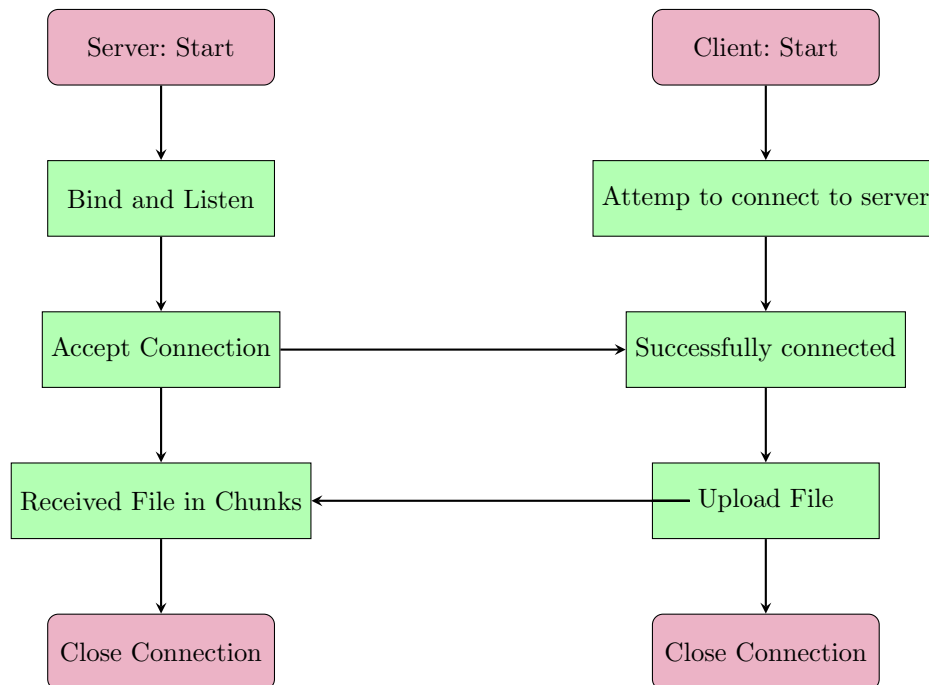 Server: Start
Client: Start
Bind and Listen
Attemp to connect to server
Accept Connection
Successfully connected
Received File in Chunks
Upload File
Close Connection
Close Connection